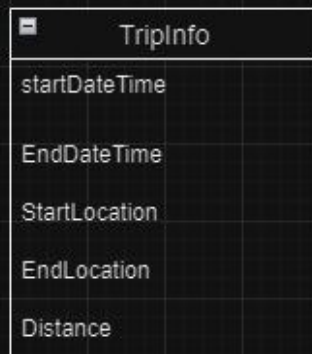 TripInfo
startDateTime
EndDateTime
StartLocation
EndLocation
Distance